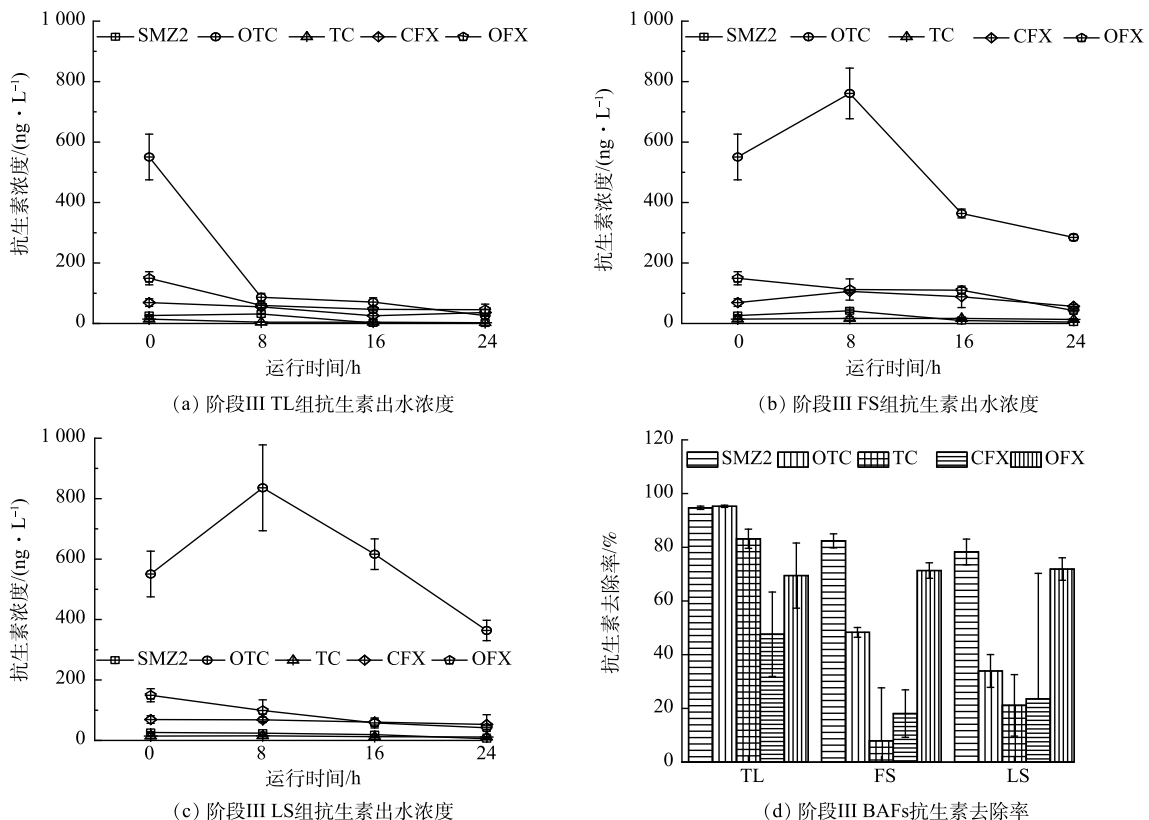 1 000
800
600
400
200
0
抗生素浓度/(ng·L⁻¹)
SMZ2 OTC TC CFX OFX
0 8 16 24
运行时间/h
(a) 阶段III TL组抗生素出水浓度
1 000
800
600
400
200
0
抗生素浓度/(ng·L⁻¹)
SMZ2 OTC TC CFX OFX
0 8 16 24
运行时间/h
(b) 阶段III FS组抗生素出水浓度
1 000
800
600
400
200
0
抗生素浓度/(ng·L⁻¹)
SMZ2 OTC TC CFX OFX
0 8 16 24
运行时间/h
(c) 阶段III LS组抗生素出水浓度
120
100
80
60
40
20
0
抗生素去除率/%
SMZ2 OTC TC CFX OFX
TL FS LS
(d) 阶段III BAFs抗生素去除率